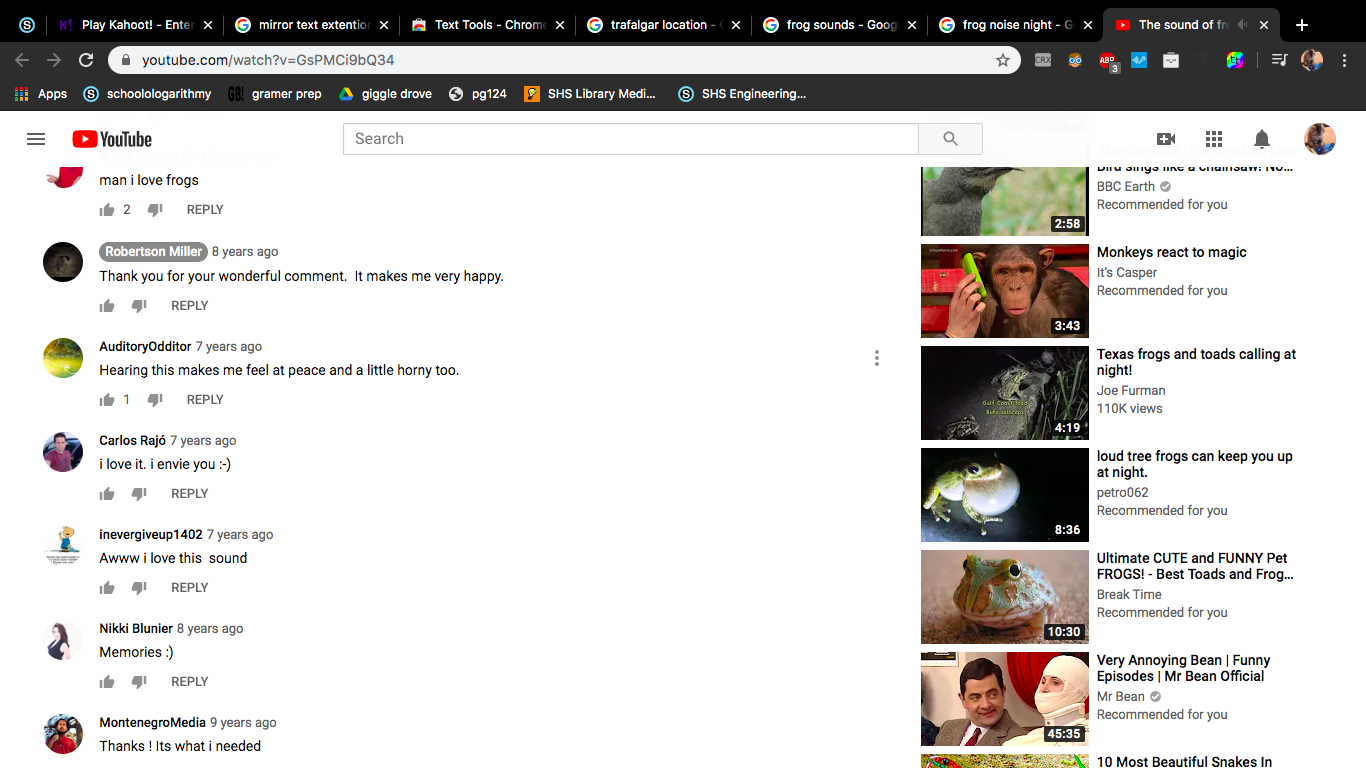 Play Kahoot! - Enter
mirror text extentio
Text Tools - Chrome
trafalgar location -
frog sounds - Goog
frog noise night - G
The sound of fr
youtube.com/watch?v=GsPMCi9bQ34
CRX
ABP
3
Apps
schoolologarithmy
GB!
gramer prep
giggle drove
pg124
SHS Library Medi...
SHS Engineering...
YouTube
Search
man i love frogs
2
REPLY
Robertson Miller 8 years ago
Thank you for your wonderful comment.  It makes me very happy.
REPLY
AuditoryOdditor 7 years ago
Hearing this makes me feel at peace and a little horny too.
1
REPLY
Carlos Rajó 7 years ago
i love it. i envie you :-)
REPLY
inevergiveup1402 7 years ago
Awww i love this  sound
REPLY
Nikki Blunier 8 years ago
Memories :)
REPLY
MontenegroMedia 9 years ago
Thanks ! Its what i needed
Bird sings like a chainsaw! No...
BBC Earth
Recommended for you
2:58
Monkeys react to magic
It's Casper
Recommended for you
3:43
Texas frogs and toads calling at
night!
Joe Furman
110K views
Gulf Coast Toad
4:19
loud tree frogs can keep you up
at night.
petro062
Recommended for you
8:36
Ultimate CUTE and FUNNY Pet
FROGS! - Best Toads and Frog...
Break Time
Recommended for you
10:30
Very Annoying Bean | Funny
Episodes | Mr Bean Official
Mr Bean
Recommended for you
45:35
10 Most Beautiful Snakes In